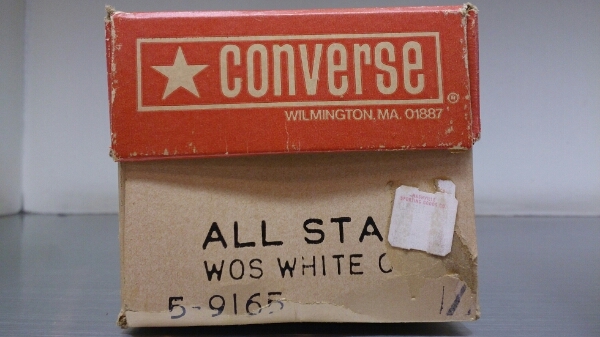 converse ®
WILMINGTON, MA. 01887
ALL STA
WOS WHITE
5-9165